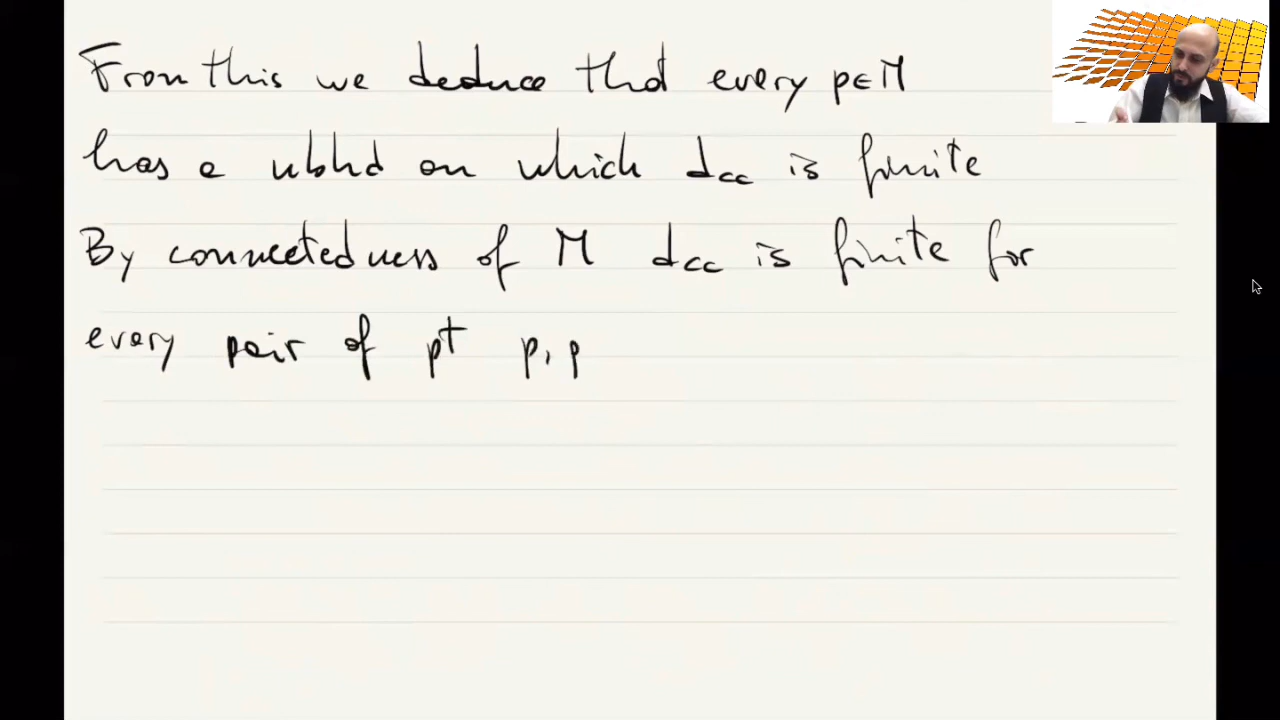 From this we deduce that every p∈M
has a nbhd on which dcc is finite
By connectedness of M dcc is finite for
every pair of pt p, p